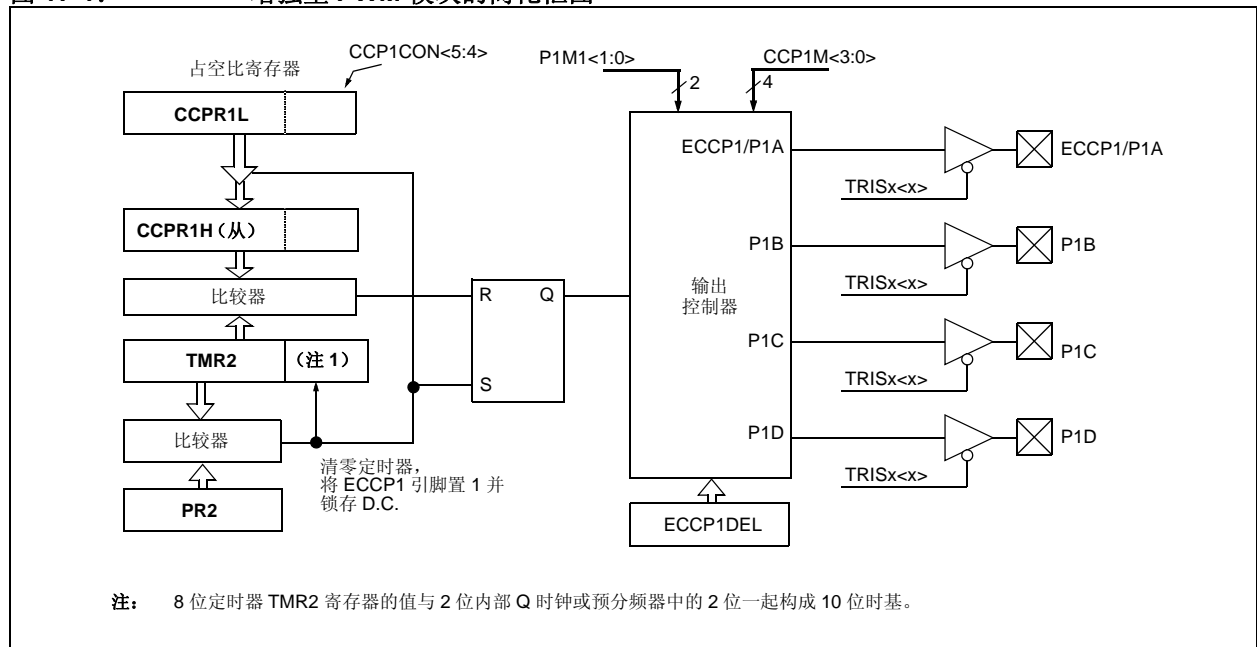 CCP1CON<5:4>
占空比寄存器
P1M1<1:0>
CCP1M<3:0>
2
4
CCPR1L
ECCP1/P1A
ECCP1/P1A
TRISx<x>
CCPR1H（从）
P1B
P1B
TRISx<x>
比较器
R
Q
输出
控制器
TMR2
（注 1）
P1C
P1C
TRISx<x>
S
比较器
P1D
P1D
清零定时器，
将 ECCP1 引脚置 1 并
锁存 D.C.
TRISx<x>
PR2
ECCP1DEL
注： 8 位定时器 TMR2 寄存器的值与 2 位内部 Q 时钟或预分频器中的 2 位一起构成 10 位时基。